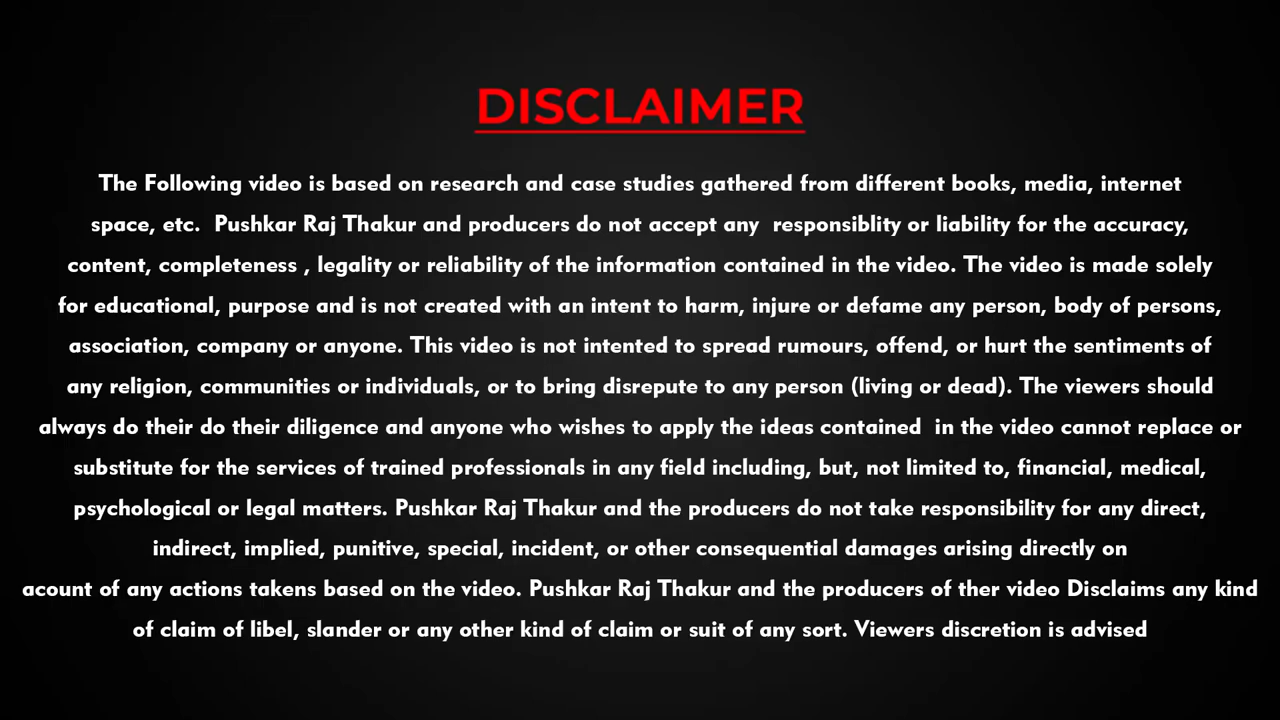 DISCLAIMER
The Following video is based on research and case studies gathered from different books, media, internet
space, etc.  Pushkar Raj Thakur and producers do not accept any  responsiblity or liability for the accuracy,
content, completeness , legality or reliability of the information contained in the video. The video is made solely
for educational, purpose and is not created with an intent to harm, injure or defame any person, body of persons,
association, company or anyone. This video is not intented to spread rumours, offend, or hurt the sentiments of
any religion, communities or individuals, or to bring disrepute to any person (living or dead). The viewers should
always do their do their diligence and anyone who wishes to apply the ideas contained  in the video cannot replace or
substitute for the services of trained professionals in any field including, but, not limited to, financial, medical,
psychological or legal matters. Pushkar Raj Thakur and the producers do not take responsibility for any direct,
indirect, implied, punitive, special, incident, or other consequential damages arising directly on
acount of any actions takens based on the video. Pushkar Raj Thakur and the producers of ther video Disclaims any kind
of claim of libel, slander or any other kind of claim or suit of any sort. Viewers discretion is advised